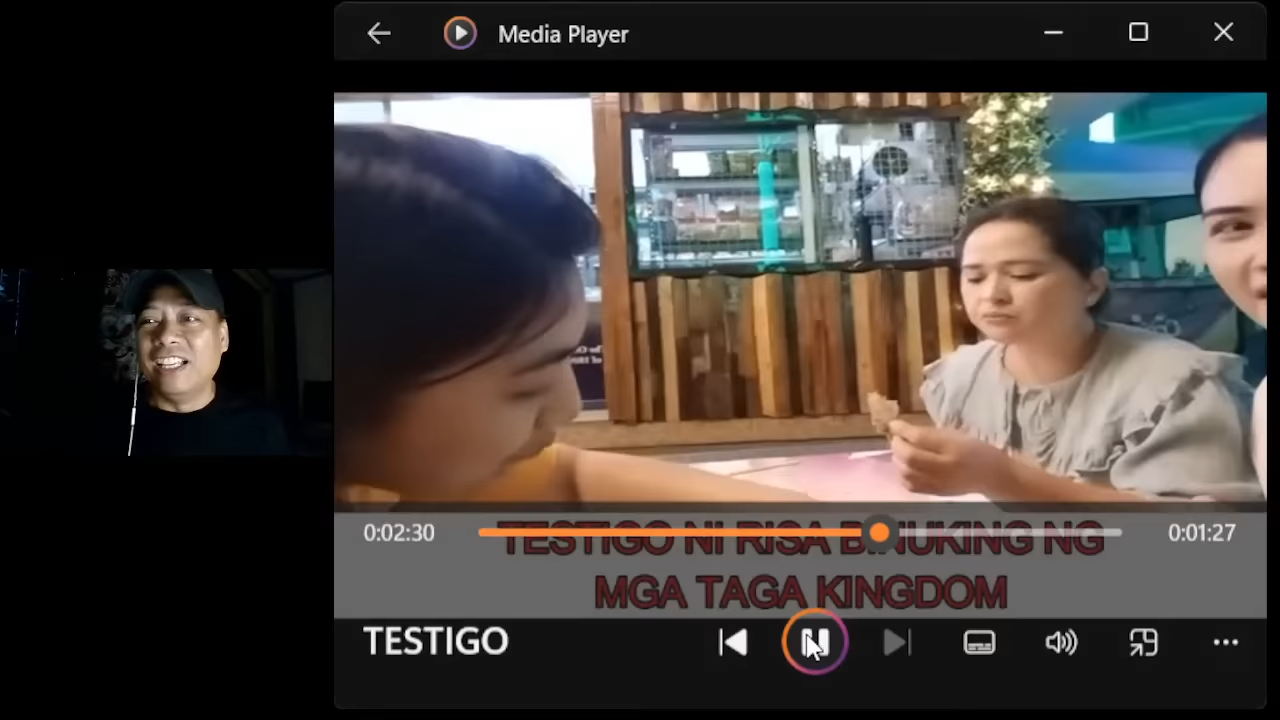 Media Player
0:02:30
0:01:27
TESTIGO NI RISA BINUKING NG
MGA TAGA KINGDOM
TESTIGO